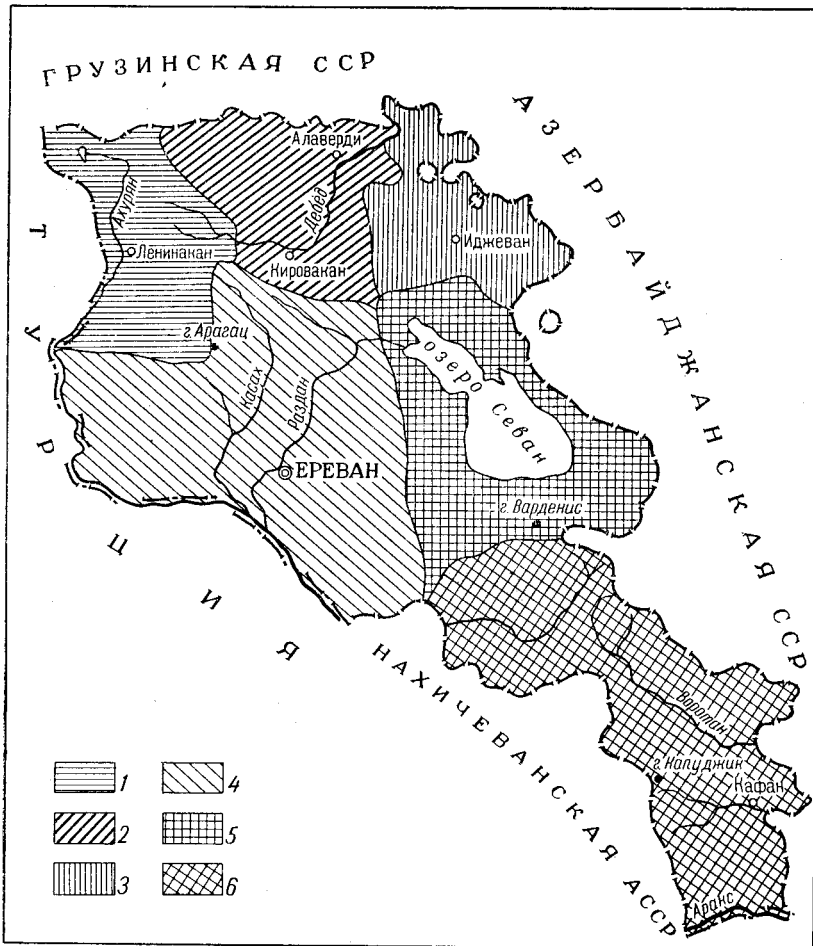 ГРУЗИНСКАЯ ССР
АЗЕРБАЙДЖАНСКАЯ ССР
ТУРЦИЯ
НАХИЧЕВАНСКАЯ АССР
Алаверди
Ахурян
Дебед
Иджеван
Ленинакан
Кировакан
г. Арагац
Касах
Раздан
озеро Севан
ЕРЕВАН
г. Варденис
Воротан
г. Капуджик
Кафан
Аракс
1
4
2
5
3
6